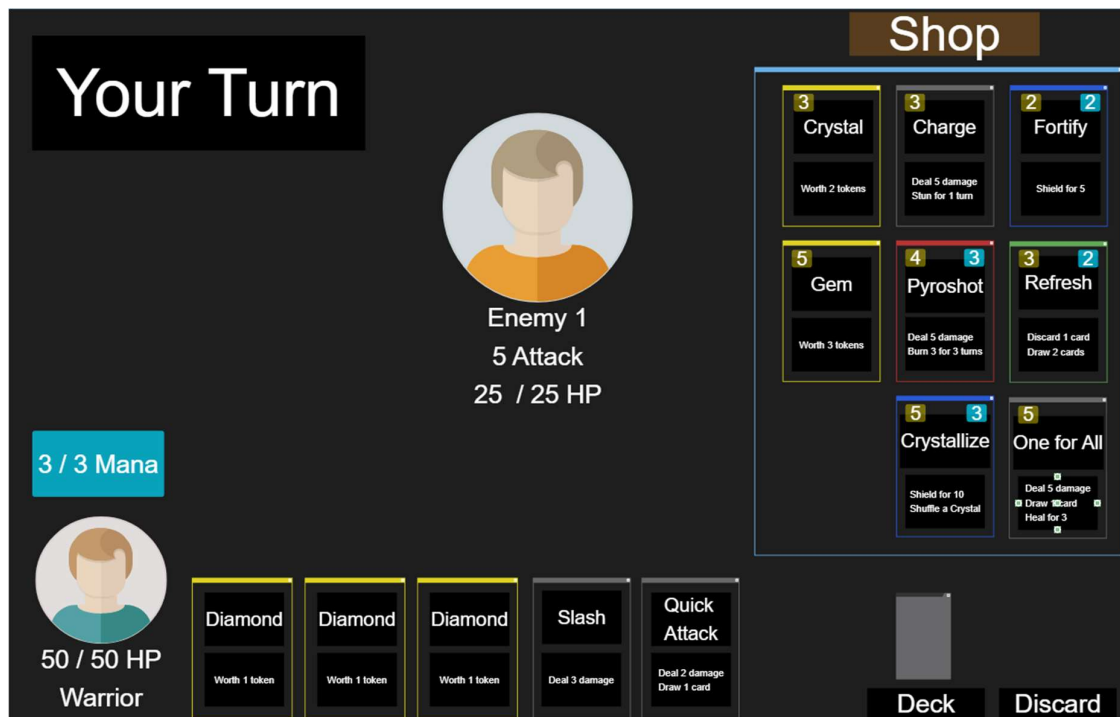 Your Turn
Shop
3
Crystal
Worth 2 tokens
3
Charge
Deal 5 damage
Stun for 1 turn
2 2
Fortify
Shield for 5
5
Gem
Worth 3 tokens
4 3
Pyroshot
Deal 5 damage
Burn 3 for 3 turns
3 2
Refresh
Discard 1 card
Draw 2 cards
5 3
Crystallize
Shield for 10
Shuffle a Crystal
5
One for All
Deal 5 damage
Draw 1 card
Heal for 3
Enemy 1
5 Attack
25 / 25 HP
3 / 3 Mana
50 / 50 HP
Warrior
Diamond
Worth 1 token
Diamond
Worth 1 token
Diamond
Worth 1 token
Slash
Deal 3 damage
Quick
Attack
Deal 2 damage
Draw 1 card
Deck
Discard